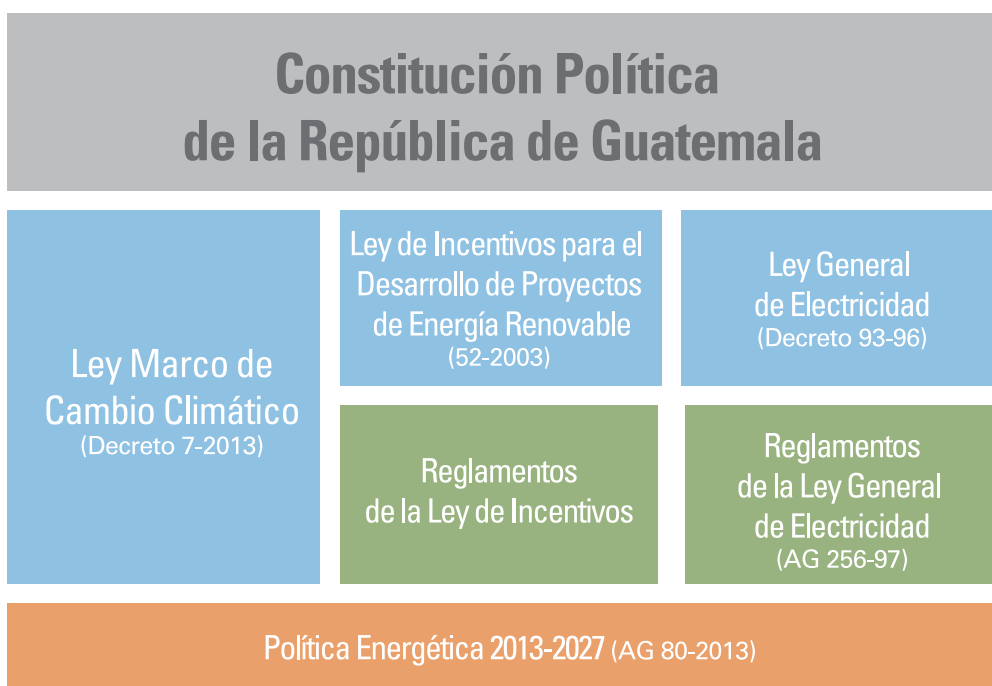 Constitución Política
de la República de Guatemala
Ley Marco de
Cambio Climático
(Decreto 7-2013)
Ley de Incentivos para el
Desarrollo de Proyectos
de Energía Renovable
(52-2003)
Ley General
de Electricidad
(Decreto 93-96)
Reglamentos
de la Ley de Incentivos
Reglamentos
de la Ley General
de Electricidad
(AG 256-97)
Política Energética 2013-2027 (AG 80-2013)